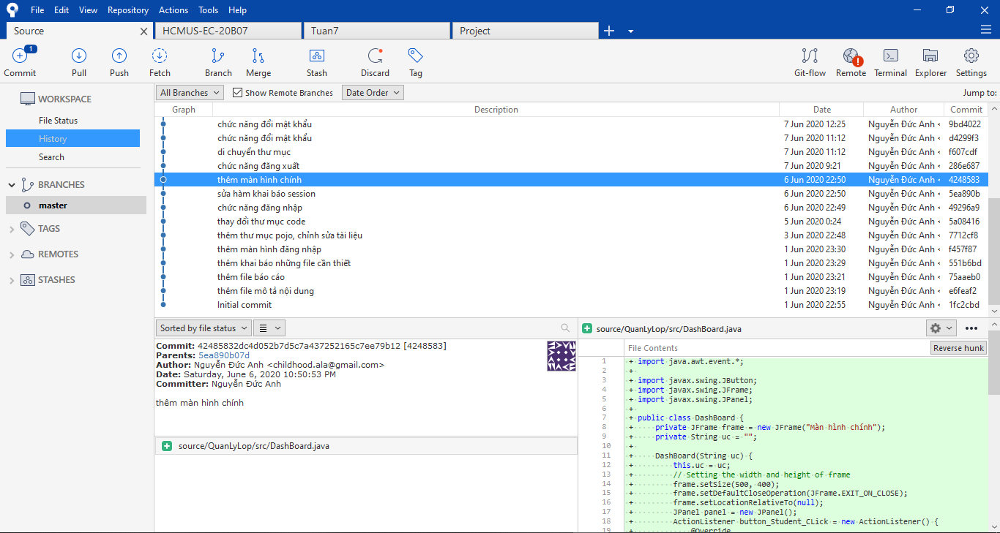 File Edit View Repository Actions Tools Help
Source HCMUS-EC-20B07 Tuan7 Project
1
Commit Pull Push Fetch Branch Merge Stash Discard Tag Git-flow Remote Terminal Explorer Settings
WORKSPACE
File Status
History
Search
BRANCHES
master
TAGS
REMOTES
STASHES
All Branches Show Remote Branches Date Order Jump to:
Graph Description Date Author Commit
chức năng đổi mật khẩu 7 Jun 2020 12:25 Nguyễn Đức Anh < 9bd4022
chức năng đổi mật khẩu 7 Jun 2020 11:12 Nguyễn Đức Anh < d4299f3
di chuyển thư mục 7 Jun 2020 11:12 Nguyễn Đức Anh < f607cdf
chức năng đăng xuất 7 Jun 2020 9:21 Nguyễn Đức Anh < 286e687
thêm màn hình chính 6 Jun 2020 22:50 Nguyễn Đức Anh < 4248583
sửa hàm khai báo session 6 Jun 2020 22:50 Nguyễn Đức Anh < 5ea890b
chức năng đăng nhập 6 Jun 2020 22:49 Nguyễn Đức Anh < 49296a9
thay đổi thư mục code 5 Jun 2020 0:24 Nguyễn Đức Anh < 5a08416
thêm thư mục pojo, chỉnh sửa tài liệu 3 Jun 2020 22:48 Nguyễn Đức Anh < 7712cf8
thêm màn hình đăng nhập 1 Jun 2020 23:30 Nguyễn Đức Anh < f457f87
thêm khai báo những file cần thiết 1 Jun 2020 23:29 Nguyễn Đức Anh < 551b6bd
thêm file báo cáo 1 Jun 2020 23:21 Nguyễn Đức Anh < 75aaeb0
thêm file mô tả nội dung 1 Jun 2020 23:19 Nguyễn Đức Anh < e6feaf2
Initial commit 1 Jun 2020 22:55 Nguyễn Đức Anh < 1fc2cbd
Sorted by file status
Commit: 42485832dc4d052b7d5c7a437252165c7ee79b12 [4248583]
Parents: 5ea890b07d
Author: Nguyễn Đức Anh <childhood.ala@gmail.com>
Date: Saturday, June 6, 2020 10:50:53 PM
Committer: Nguyễn Đức Anh
thêm màn hình chính
source/QuanLyLop/src/DashBoard.java
source/QuanLyLop/src/DashBoard.java
File Contents Reverse hunk
1 + import java.awt.event.*;
2 +
3 + import javax.swing.JButton;
4 + import javax.swing.JFrame;
5 + import javax.swing.JPanel;
6 +
7 + public class DashBoard {
8 + private JFrame frame = new JFrame("Màn hình chính");
9 + private String uc = "";
10 +
11 + DashBoard(String uc) {
12 + this.uc = uc;
13 + // Setting the width and height of frame
14 + frame.setSize(500, 400);
15 + frame.setDefaultCloseOperation(JFrame.EXIT_ON_CLOSE);
16 + frame.setLocationRelativeTo(null);
17 + JPanel panel = new JPanel();
18 + ActionListener button_Student_CLick = new ActionListener() {
19 + @Override